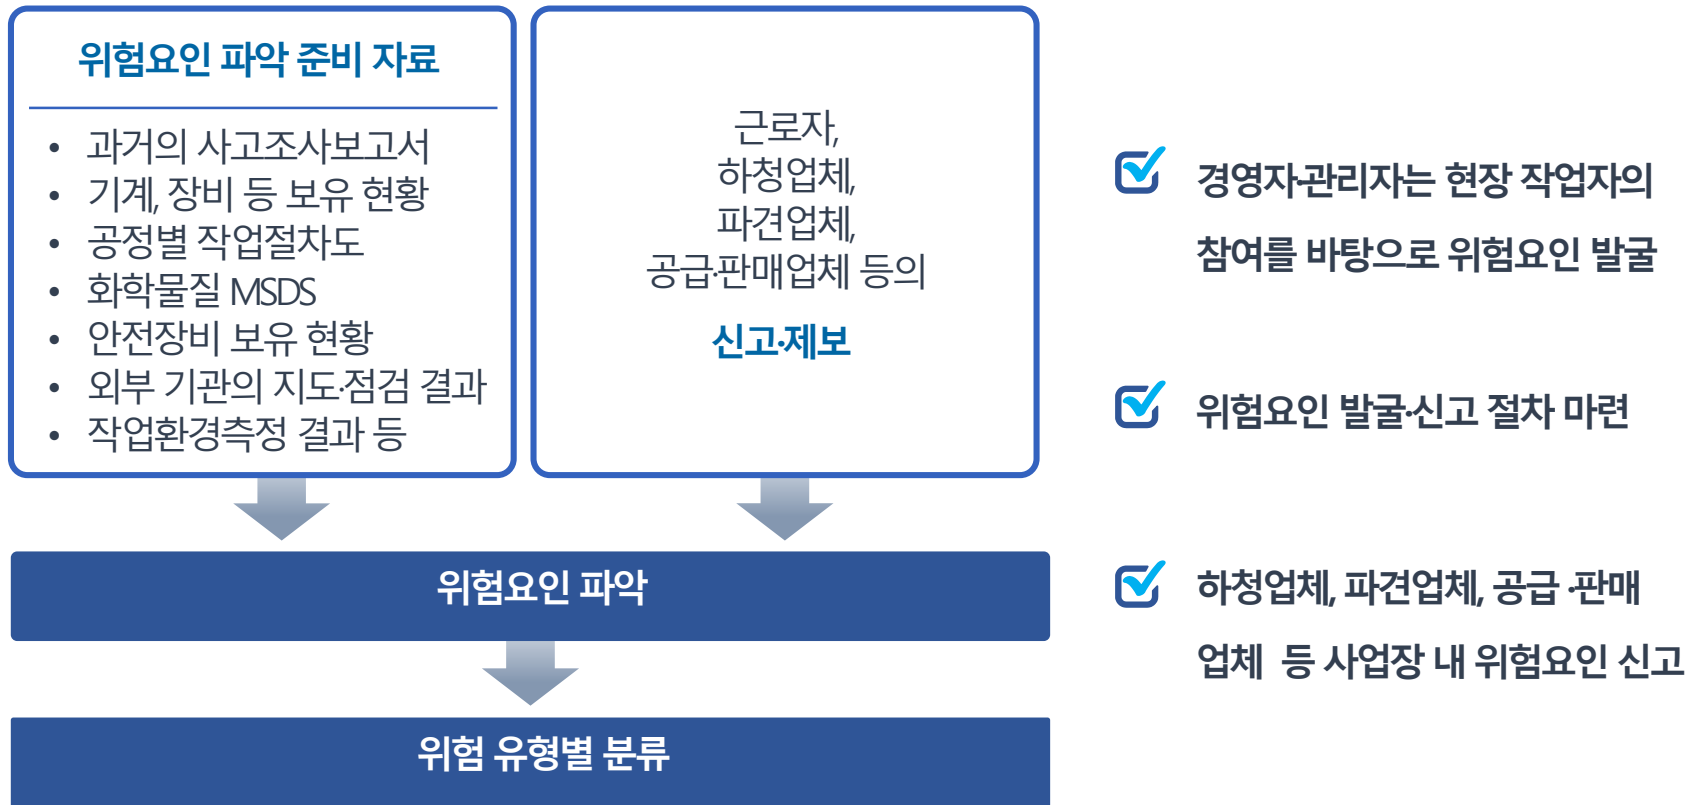 위험요인 파악 준비 자료
• 과거의 사고조사보고서
• 기계, 장비 등 보유 현황
• 공정별 작업절차도
• 화학물질 MSDS
• 안전장비 보유 현황
• 외부 기관의 지도·점검 결과
• 작업환경측정 결과 등
근로자,
하청업체,
파견업체,
공급·판매업체 등의
신고·제보
위험요인 파악
위험 유형별 분류
경영자·관리자는 현장 작업자의
참여를 바탕으로 위험요인 발굴
위험요인 발굴·신고 절차 마련
하청업체, 파견업체, 공급 ·판매
업체 등 사업장 내 위험요인 신고